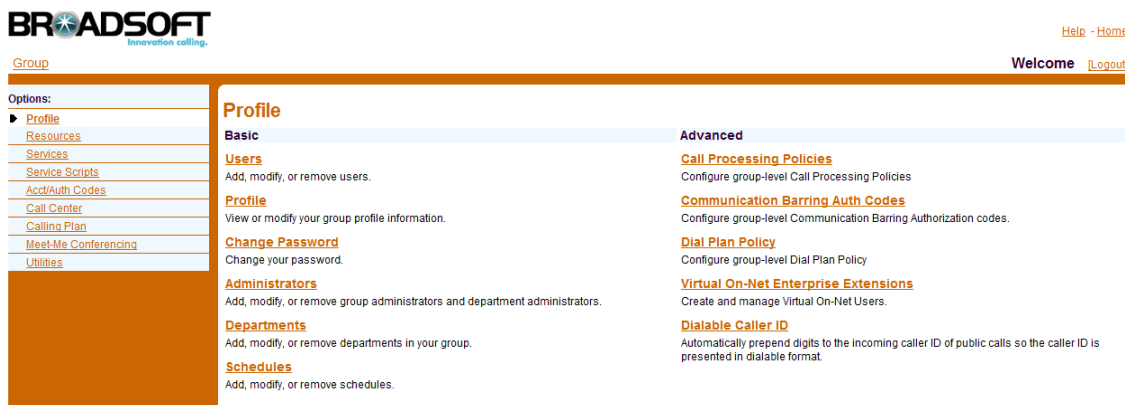 BROADSOFT
Innovation calling.
Help - Home
Group
Welcome [Logout
Options:
Profile
Resources
Services
Service Scripts
Acct/Auth Codes
Call Center
Calling Plan
Meet-Me Conferencing
Utilities
Profile
Basic
Users
Add, modify, or remove users.
Profile
View or modify your group profile information.
Change Password
Change your password.
Administrators
Add, modify, or remove group administrators and department administrators.
Departments
Add, modify, or remove departments in your group.
Schedules
Add, modify, or remove schedules.
Advanced
Call Processing Policies
Configure group-level Call Processing Policies
Communication Barring Auth Codes
Configure group-level Communication Barring Authorization codes.
Dial Plan Policy
Configure group-level Dial Plan Policy
Virtual On-Net Enterprise Extensions
Create and manage Virtual On-Net Users.
Dialable Caller ID
Automatically prepend digits to the incoming caller ID of public calls so the caller ID is
presented in dialable format.